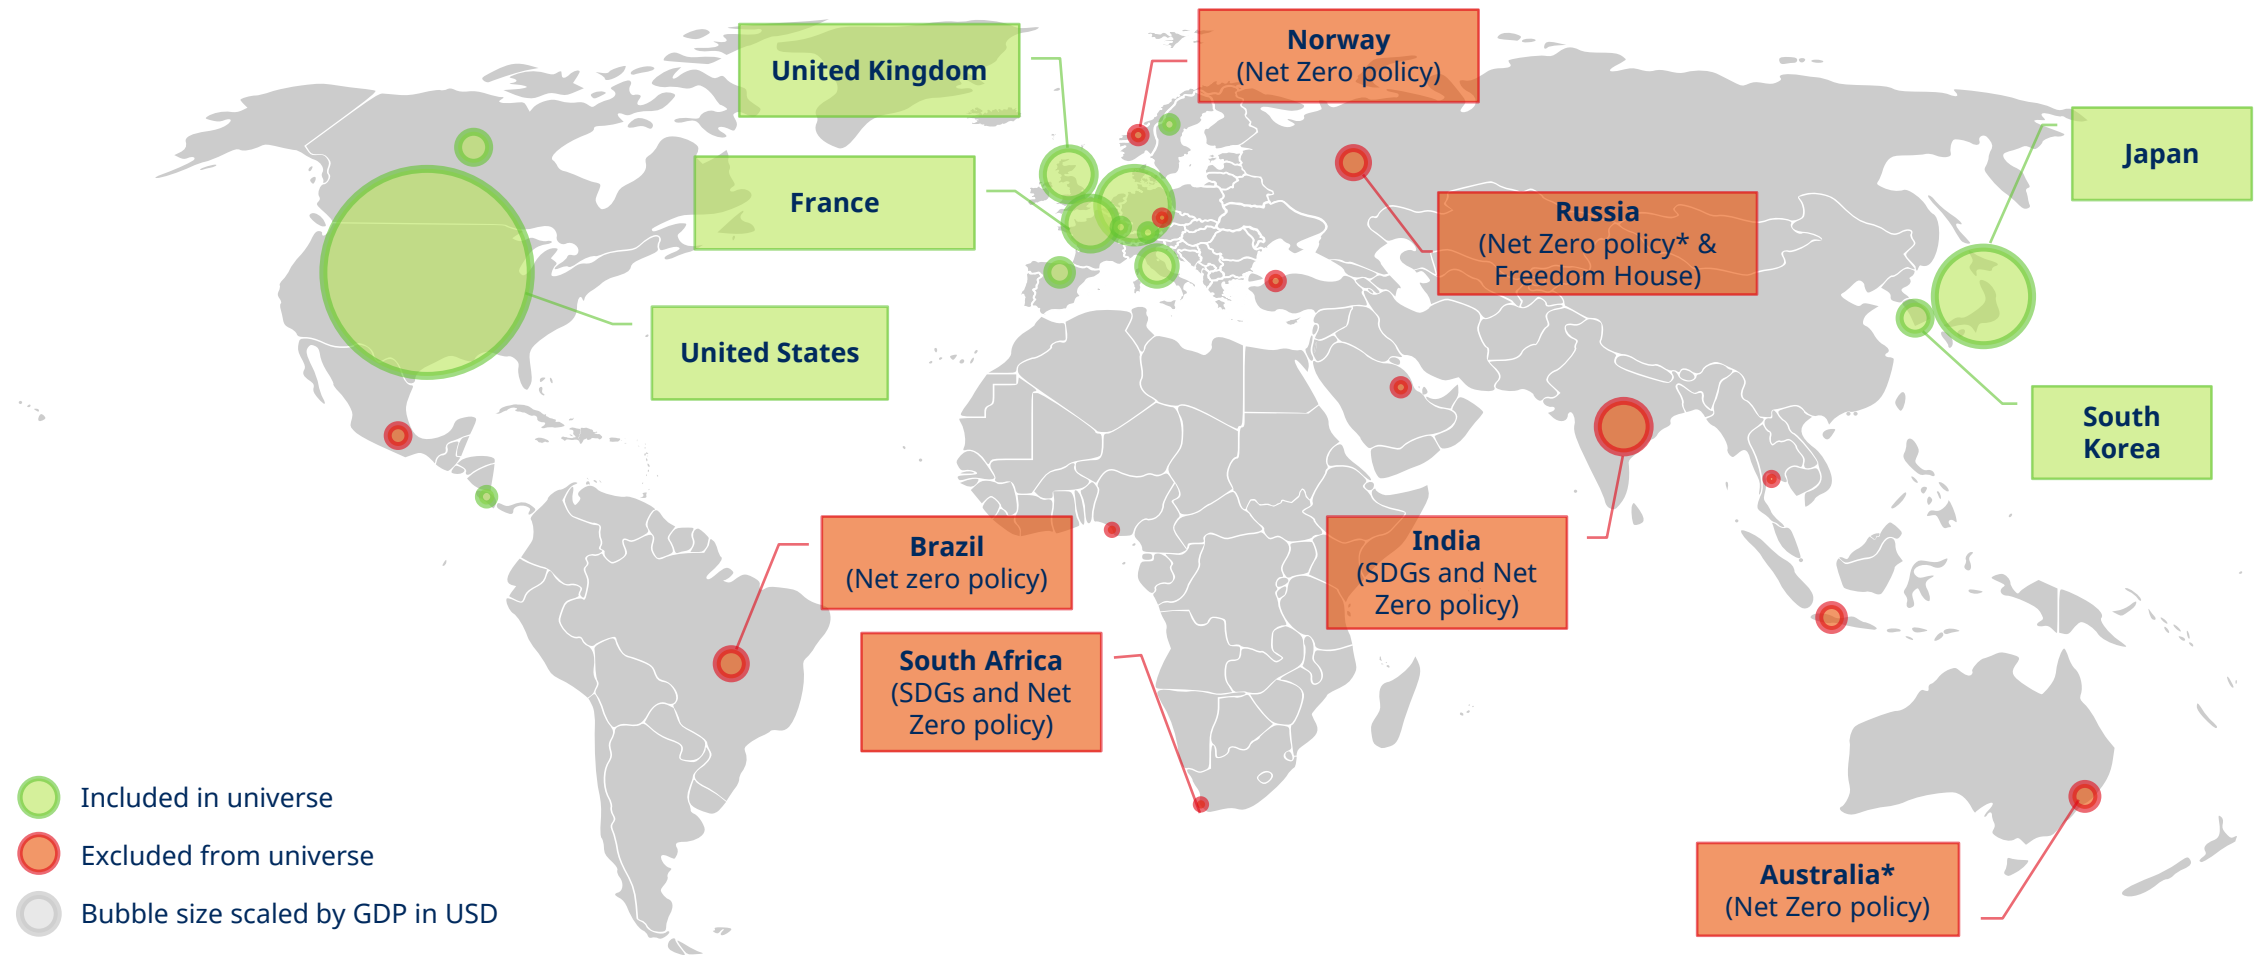 Norway
(Net Zero policy)
United Kingdom
Japan
France
Russia
(Net Zero policy* &
Freedom House)
United States
South
Korea
Brazil
(Net zero policy)
India
(SDGs and Net
Zero policy)
South Africa
(SDGs and Net
Zero policy)
Included in universe
Excluded from universe
Bubble size scaled by GDP in USD
Australia*
(Net Zero policy)